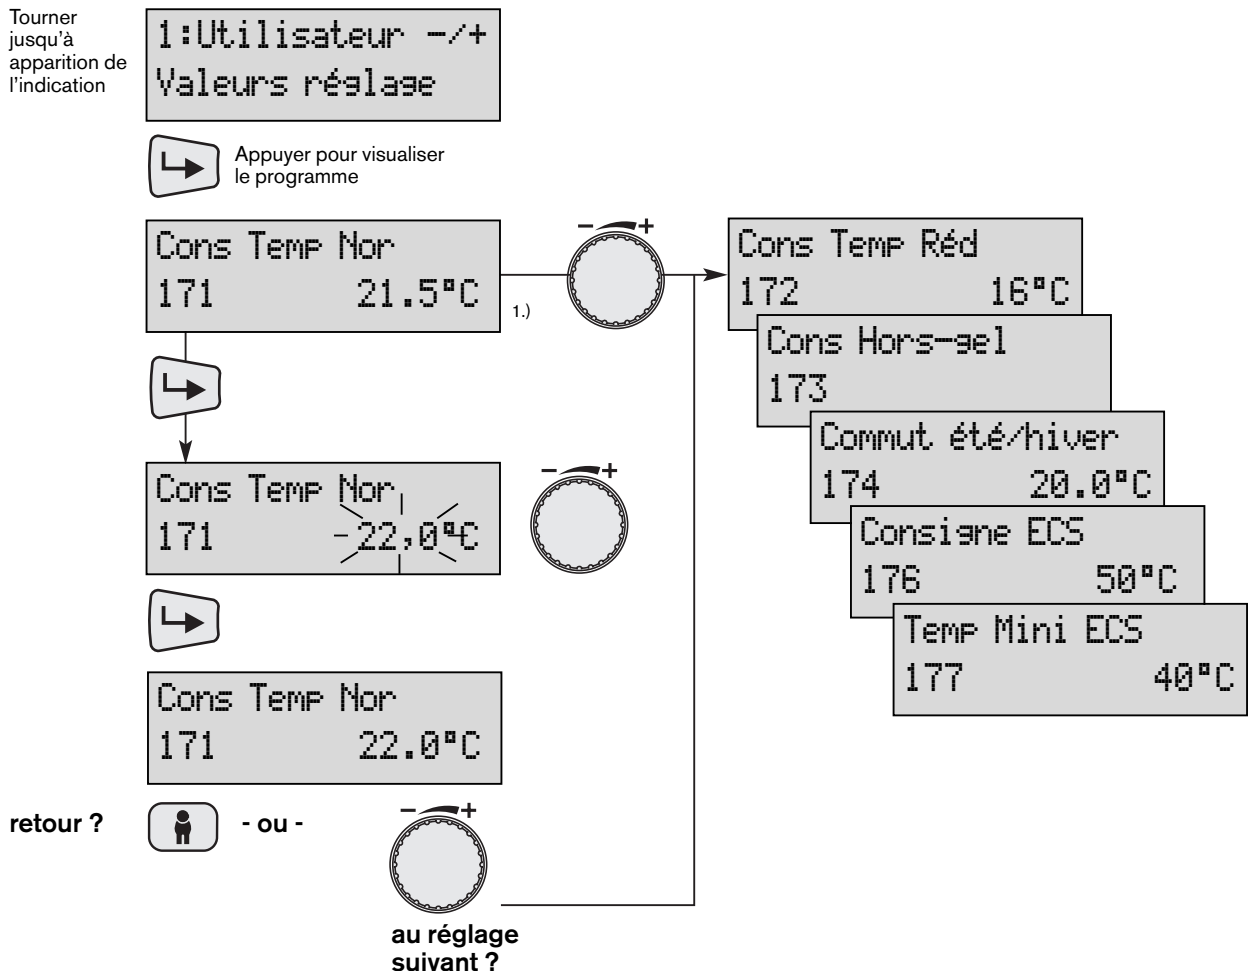 Tourner
jusqu'à
apparition de
l'indication
1:Utilisateur -/+
Valeurs réglage
Appuyer pour visualiser
le programme
Cons Temp Nor
171 21.5°C
1.)
- +
Cons Temp Réd
172 16°C
Cons Hors-gel
173
Commut été/hiver
174 20.0°C
Consigne ECS
176 50°C
Temp Mini ECS
177 40°C
Cons Temp Nor
171 22,0°C
- +
Cons Temp Nor
171 22.0°C
retour ?
- ou -
- +
au réglage
suivant ?